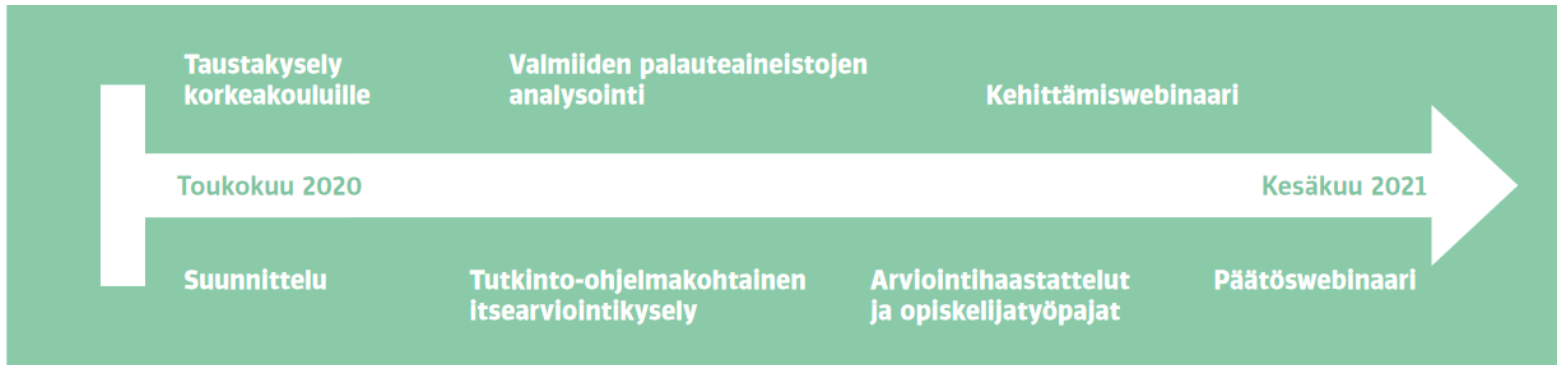 Taustakysely
korkeakouluille
Valmiiden palauteaineistojen
analysointi
Kehittämiswebinaari
Toukokuu 2020
Kesäkuu 2021
Suunnittelu
Tutkinto-ohjelmakohtainen
itsearviointikysely
Arviointihaastattelut
ja opiskelijatyöpajat
Päätöswebinaari